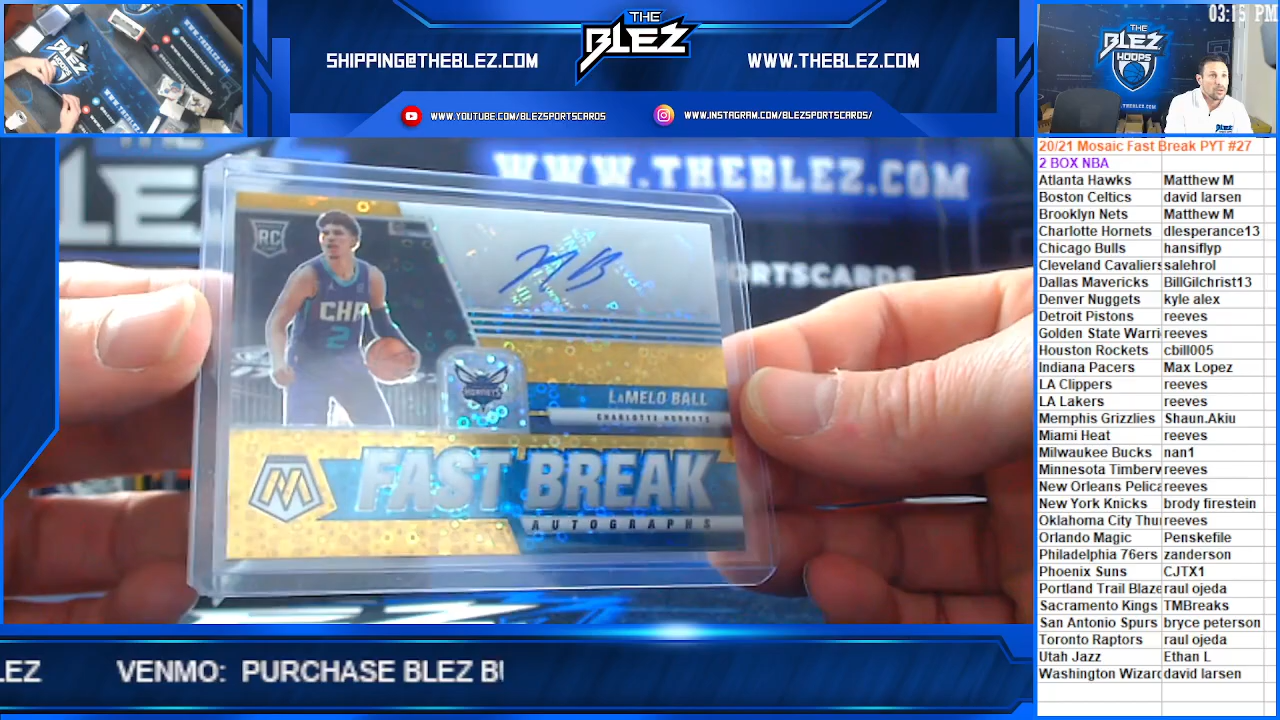 03:15 PM
THE
BLEZ
SHIPPING@THEBLEZ.COM
WWW.THEBLEZ.COM
WWW.YOUTUBE.COM/BLEZSPORTSCARDS
WWW.INSTAGRAM.COM/BLEZSPORTSCARDS/
THE
BLEZ
HOOPS
WWW.THEBLEZ.COM
RC
CHA
2
HORNETS
LAMELO BALL
CHARLOTTE HORNETS
M
FAST BREAK
AUTOGRAPHS
20/21 Mosaic Fast Break PYT #27
2 BOX NBA
Atlanta Hawks Matthew M
Boston Celtics david larsen
Brooklyn Nets Matthew M
Charlotte Hornets dlesperance13
Chicago Bulls hansiflyp
Cleveland Cavaliers salehrol
Dallas Mavericks BillGilchrist13
Denver Nuggets kyle alex
Detroit Pistons reeves
Golden State Warri reeves
Houston Rockets cbill005
Indiana Pacers Max Lopez
LA Clippers reeves
LA Lakers reeves
Memphis Grizzlies Shaun.Akiu
Miami Heat reeves
Milwaukee Bucks nan1
Minnesota Timberw reeves
New Orleans Pelica reeves
New York Knicks brody firestein
Oklahoma City Thu reeves
Orlando Magic Penskefile
Philadelphia 76ers zanderson
Phoenix Suns CJTX1
Portland Trail Blaze raul ojeda
Sacramento Kings TMBreaks
San Antonio Spurs bryce peterson
Toronto Raptors raul ojeda
Utah Jazz Ethan L
Washington Wizard david larsen
LEZ VENMO: PURCHASE BLEZ BU